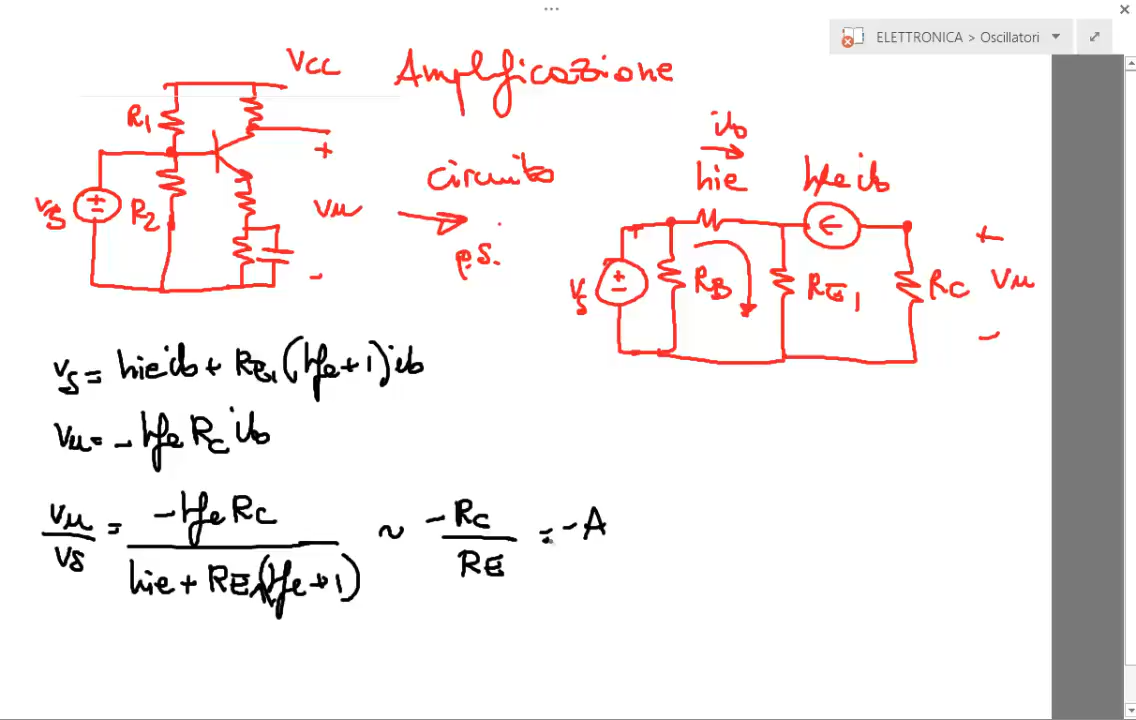 ELETTRONICA > Oscillatori
Vcc Amplificazione
R1
R2
vs
+
Vu
-
circuito
p.s.
ib
hie hfe ib
vs
+
-
RB
RE1
RC
+
Vu
-
vs = hie ib + RE1 (hfe+1) ib
Vu = - hfe Rc ib
vu/vs = -hfe Rc / hie + RE1 (hfe+1) ~ -Rc / RE = -A